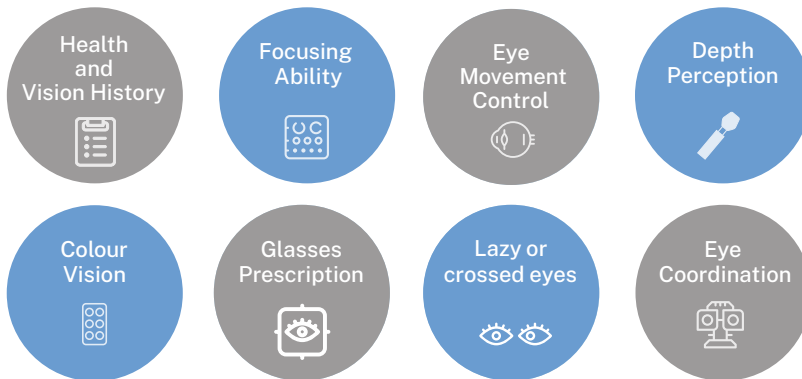 Health
and
Vision History
Focusing
Ability
Eye
Movement
Control
Depth
Perception
Colour
Vision
Glasses
Prescription
Lazy or
crossed eyes
Eye
Coordination